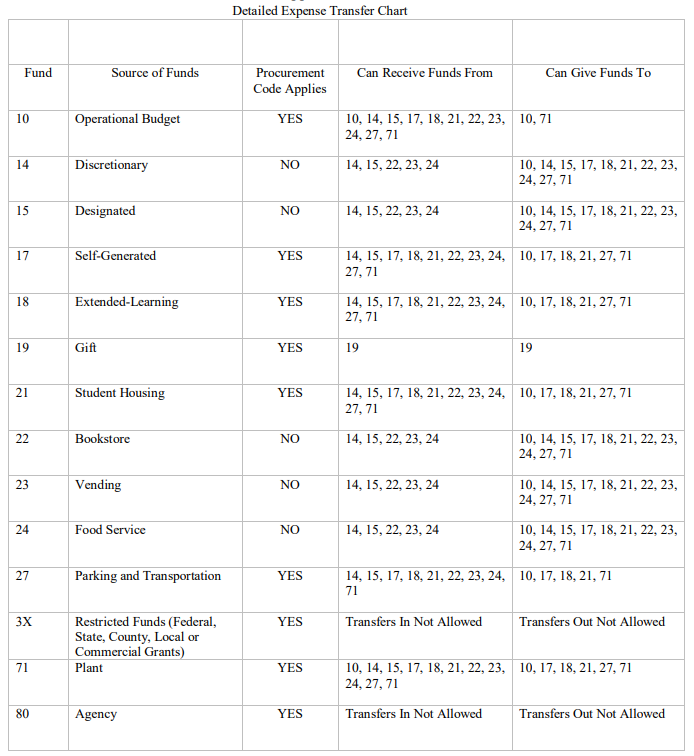 Detailed Expense Transfer Chart
Fund Source of Funds Procurement Code Applies Can Receive Funds From Can Give Funds To
10 Operational Budget YES 10, 14, 15, 17, 18, 21, 22, 23, 24, 27, 71 10, 71
14 Discretionary NO 14, 15, 22, 23, 24 10, 14, 15, 17, 18, 21, 22, 23, 24, 27, 71
15 Designated NO 14, 15, 22, 23, 24 10, 14, 15, 17, 18, 21, 22, 23, 24, 27, 71
17 Self-Generated YES 14, 15, 17, 18, 21, 22, 23, 24, 27, 71 10, 17, 18, 21, 27, 71
18 Extended-Learning YES 14, 15, 17, 18, 21, 22, 23, 24, 27, 71 10, 17, 18, 21, 27, 71
19 Gift YES 19 19
21 Student Housing YES 14, 15, 17, 18, 21, 22, 23, 24, 27, 71 10, 17, 18, 21, 27, 71
22 Bookstore NO 14, 15, 22, 23, 24 10, 14, 15, 17, 18, 21, 22, 23, 24, 27, 71
23 Vending NO 14, 15, 22, 23, 24 10, 14, 15, 17, 18, 21, 22, 23, 24, 27, 71
24 Food Service NO 14, 15, 22, 23, 24 10, 14, 15, 17, 18, 21, 22, 23, 24, 27, 71
27 Parking and Transportation YES 14, 15, 17, 18, 21, 22, 23, 24, 71 10, 17, 18, 21, 71
3X Restricted Funds (Federal, State, County, Local or Commercial Grants) YES Transfers In Not Allowed Transfers Out Not Allowed
71 Plant YES 10, 14, 15, 17, 18, 21, 22, 23, 24, 27, 71 10, 17, 18, 21, 27, 71
80 Agency YES Transfers In Not Allowed Transfers Out Not Allowed